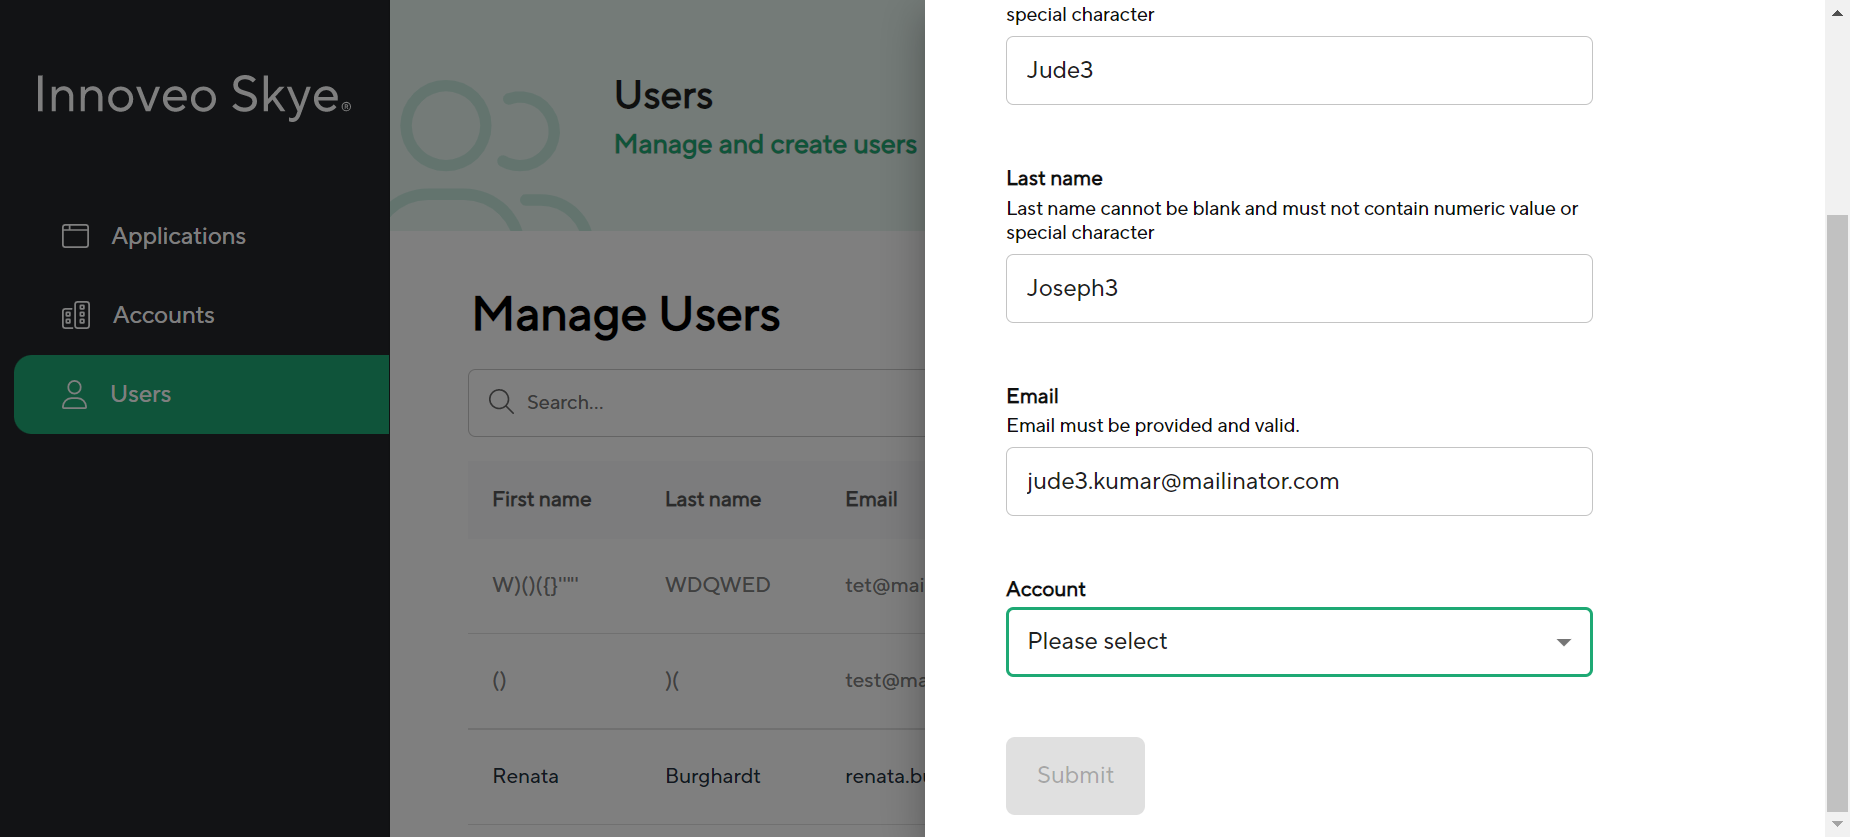 Innoveo Skye®
Applications
Accounts
Users
Users
Manage and create users
Manage Users
Search...
First name Last name Email
W)()({}""' WDQWED tet@mai
() )( test@ma
Renata Burghardt renata.bu
special character
Jude3
Last name
Last name cannot be blank and must not contain numeric value or
special character
Joseph3
Email
Email must be provided and valid.
jude3.kumar@mailinator.com
Account
Please select
Submit